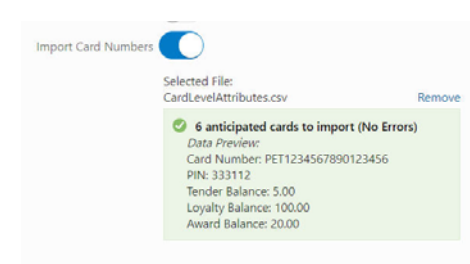 Import Card Numbers
Selected File:
CardLevelAttributes.csv Remove
6 anticipated cards to import (No Errors)
Data Preview:
Card Number: PET1234567890123456
PIN: 333112
Tender Balance: 5.00
Loyalty Balance: 100.00
Award Balance: 20.00